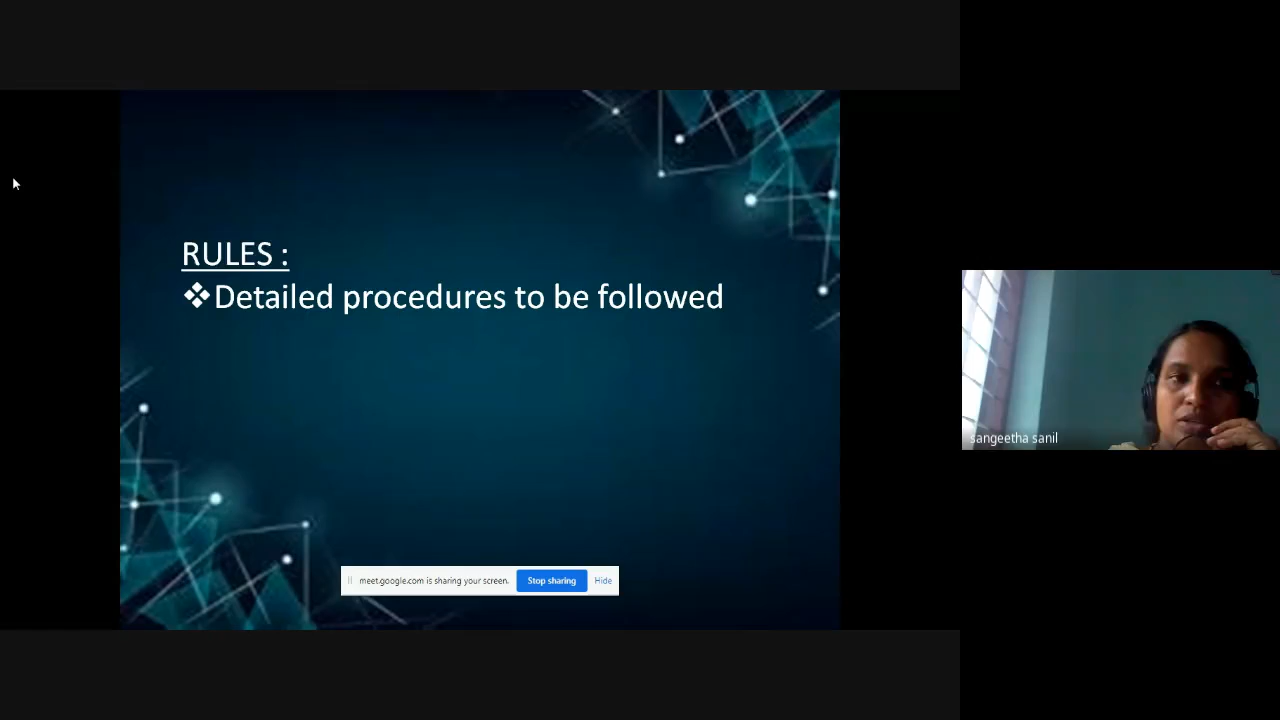 RULES :
❖Detailed procedures to be followed
sangeetha sanil
meet.google.com is sharing your screen. Stop sharing Hide